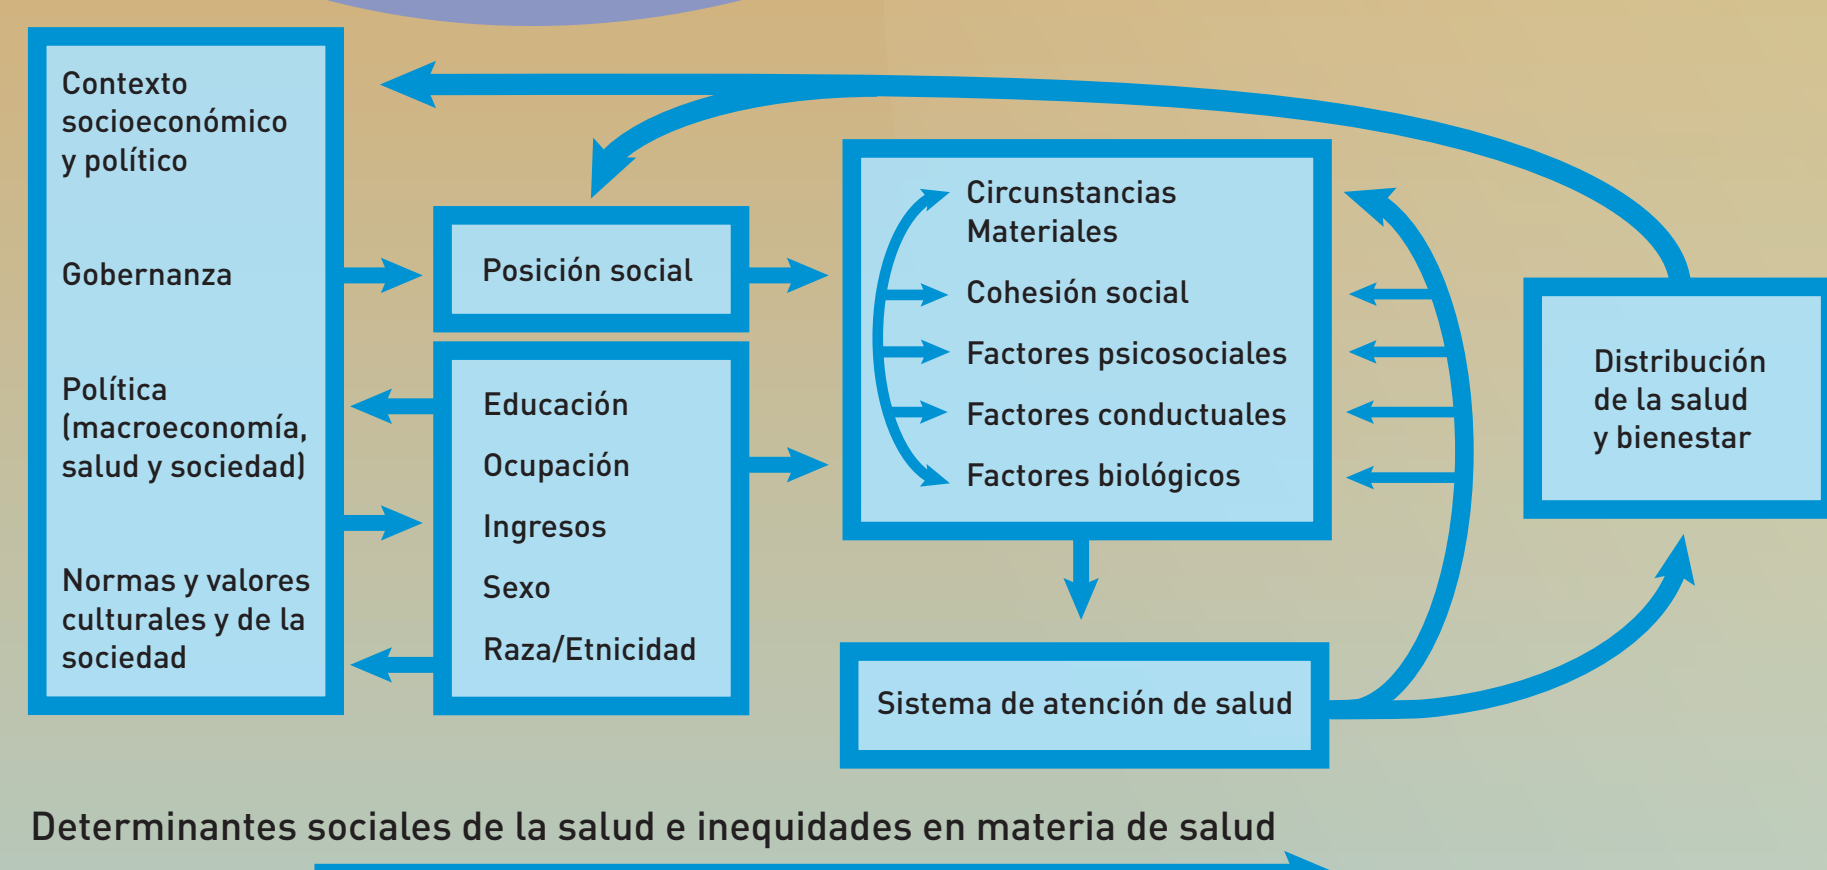 Contexto
socioeconómico
y político
Gobernanza
Política
(macroeconomía,
salud y sociedad)
Normas y valores
culturales y de la
sociedad
Posición social
Educación
Ocupación
Ingresos
Sexo
Raza/Etnicidad
Circunstancias
Materiales
Cohesión social
Factores psicosociales
Factores conductuales
Factores biológicos
Sistema de atención de salud
Distribución
de la salud
y bienestar
Determinantes sociales de la salud e inequidades en materia de salud